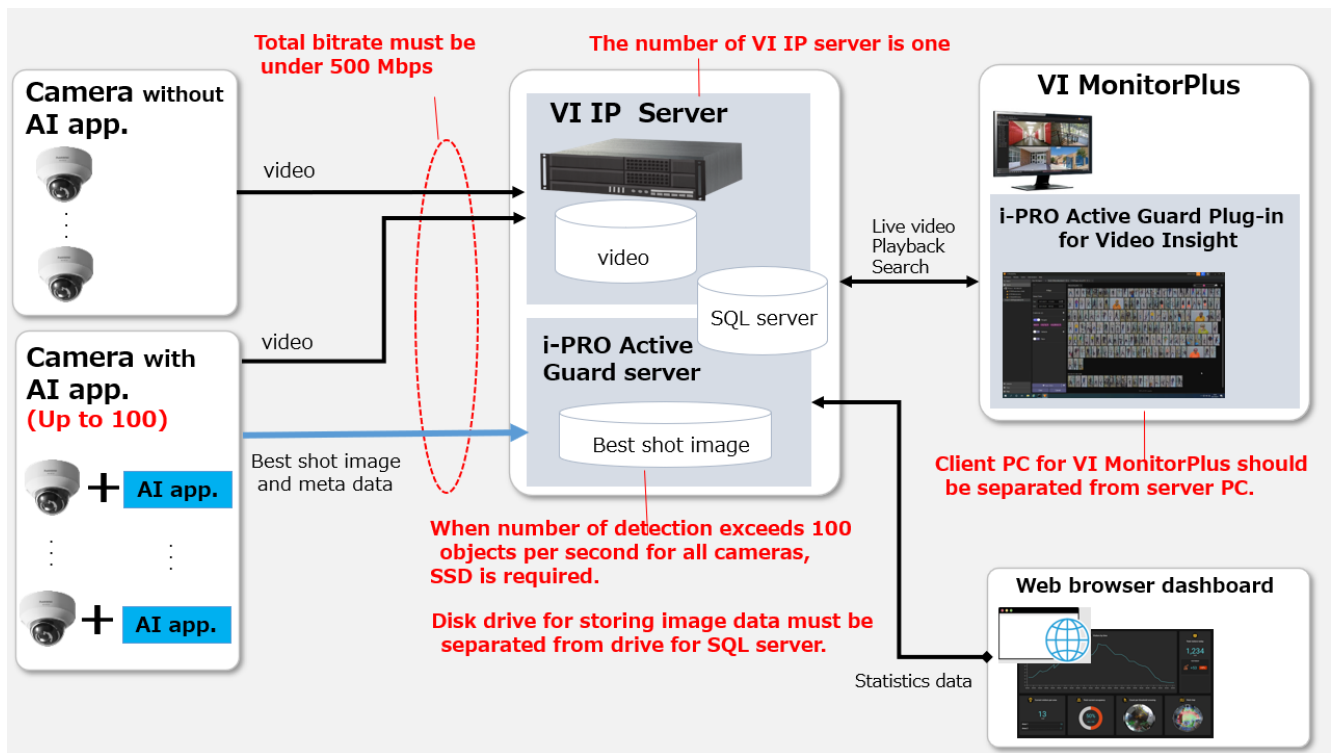 Total bitrate must be
under 500 Mbps
The number of VI IP server is one
Camera without
AI app.
video
VI IP Server
video
SQL server
VI MonitorPlus
i-PRO Active Guard Plug-in
for Video Insight
Live video
Playback
Search
Camera with
AI app.
(Up to 100)
video
Best shot image
and meta data
+ AI app.
+ AI app.
i-PRO Active
Guard server
Best shot image
Client PC for VI MonitorPlus should
be separated from server PC.
When number of detection exceeds 100
objects per second for all cameras,
SSD is required.
Disk drive for storing image data must be
separated from drive for SQL server.
Web browser dashboard
Statistics data
1,234
13